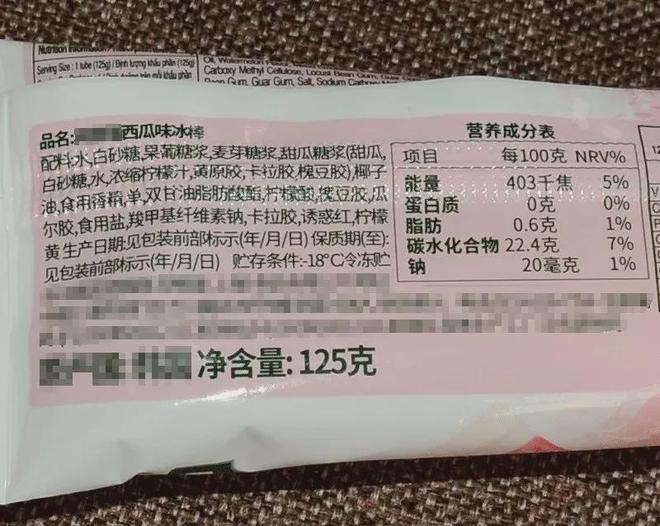 Nutrition Information /
Serving Size : 1 tube (125g) / Định lượng khẩu phần (125g)
Oil, Watermelon
Carboxy Methyl Cellulose, Locust Bean Gum,
Bean Gum, Guar Gum, Salt, Sodium Carboxy
品名: 西瓜味冰棒
配料:水,白砂糖,果葡糖浆,麦芽糖浆,甜瓜糖浆(甜瓜,
白砂糖,水,浓缩柠檬汁,黄原胶,卡拉胶,槐豆胶),椰子
油,食用香精,单,双甘油脂肪酸酯,柠檬酸,槐豆胶,瓜
尔胶,食用盐,羧甲基纤维素钠,卡拉胶,诱惑红,柠檬
黄 生产日期:见包装前部标示(年/月/日) 保质期(至):
见包装前部标示(年/月/日) 贮存条件:-18℃冷冻贮
营养成分表
项目 每100克 NRV%
能量 403千焦 5%
蛋白质 0克 0%
脂肪 0.6克 1%
碳水化合物 22.4克 7%
钠 20毫克 1%
净含量: 125克